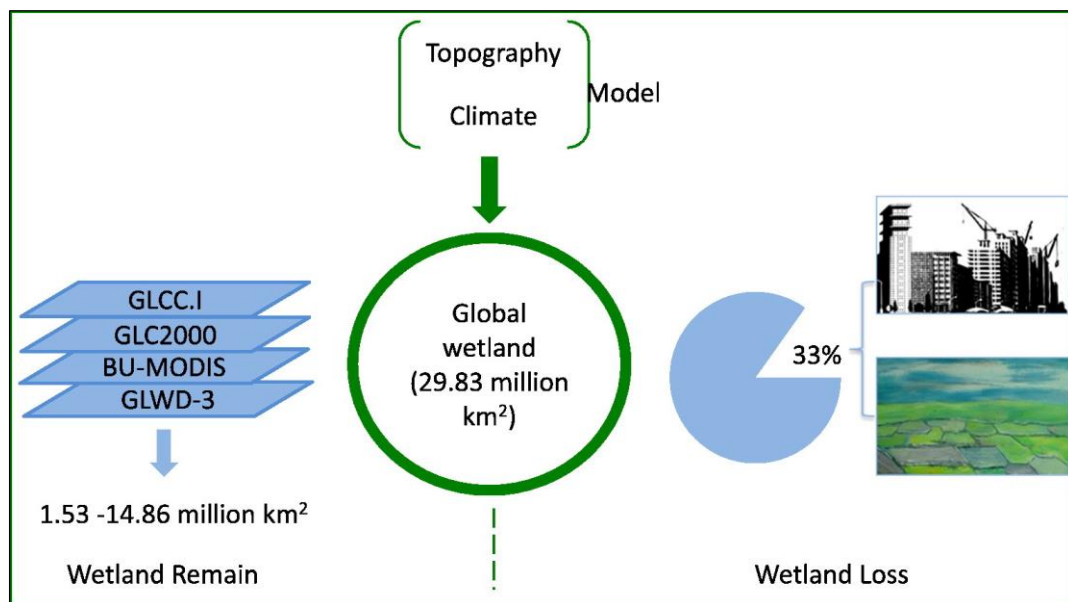 Topography
Climate
Model
GLCC.I
GLC2000
BU-MODIS
GLWD-3
1.53 -14.86 million km²
Wetland Remain
Global
wetland
(29.83 million
km²)
33%
Wetland Loss